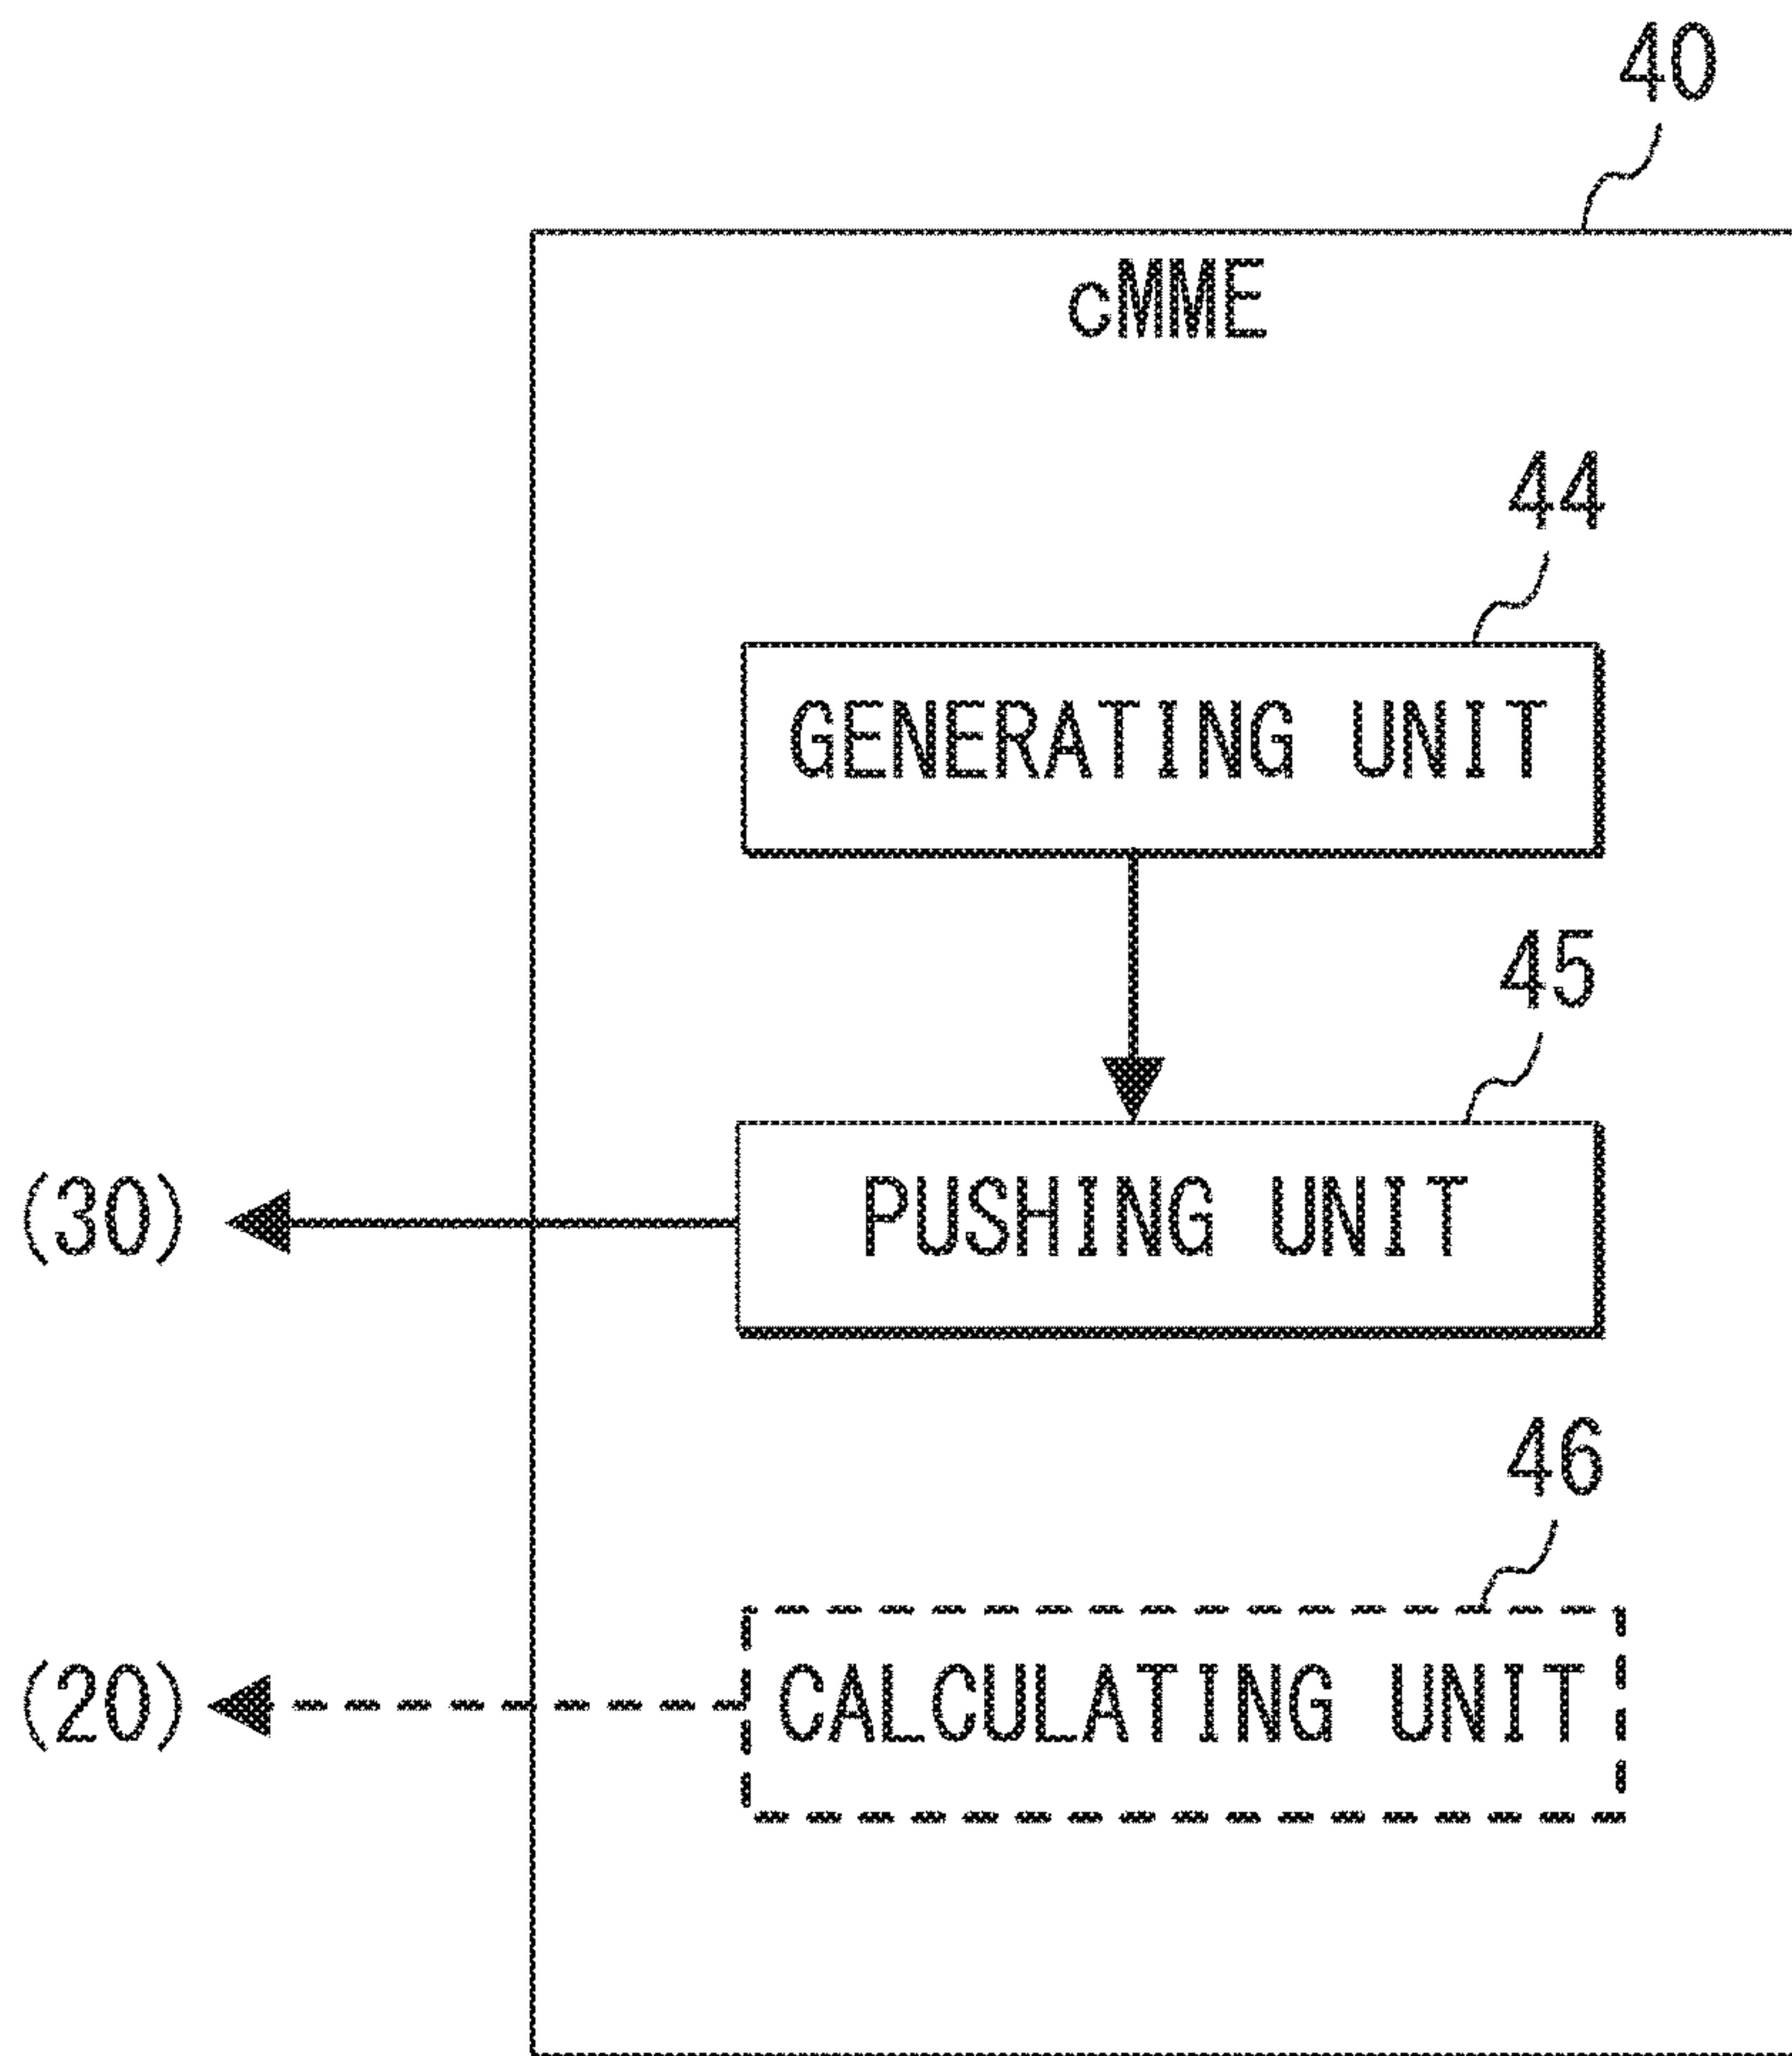 40
cMME
44
GENERATING UNIT
45
(30)
PUSHING UNIT
46
(20)
CALCULATING UNIT